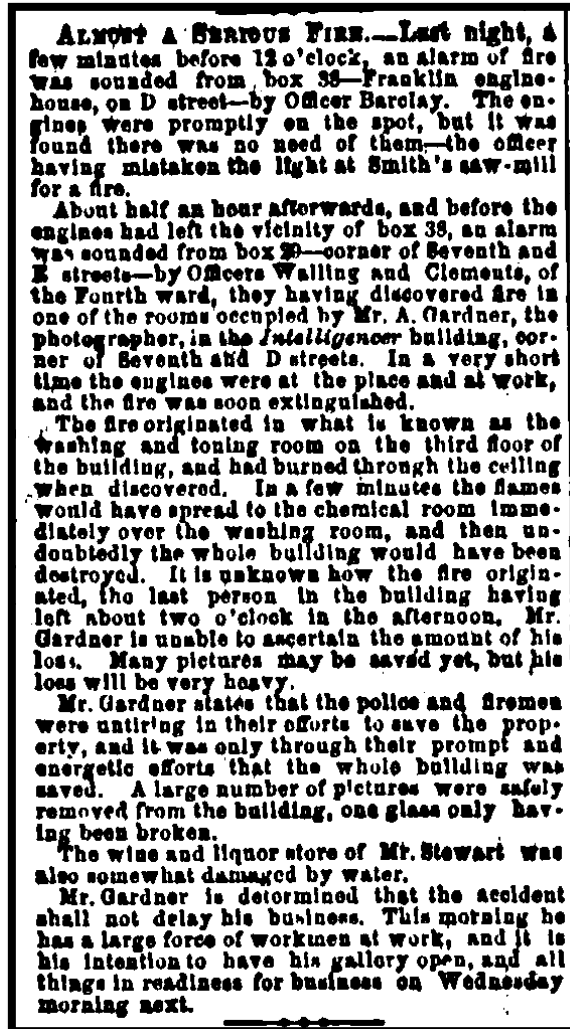 ALMOST A SERIOUS FIRE.—Last night, a
few minutes before 12 o'clock, an alarm of fire
was sounded from box 38—Franklin engine-
house, on D street—by Officer Barclay. The en-
gines were promptly on the spot, but it was
found there was no need of them—the officer
having mistaken the light at Smith's saw-mill
for a fire.
About half an hour afterwards, and before the
engines had left the vicinity of box 38, an alarm
was sounded from box 39—corner of Seventh and
E streets—by Officers Walling and Clements, of
the Fourth ward, they having discovered fire in
one of the rooms occupied by Mr. A. Gardner, the
photographer, in the Intelligencer building, cor-
ner of Seventh and D streets. In a very short
time the engines were at the place and at work,
and the fire was soon extinguished.
The fire originated in what is known as the
washing and toning room on the third floor of
the building, and had burned through the ceiling
when discovered. In a few minutes the flames
would have spread to the chemical room imme-
diately over the washing room, and then un-
doubtedly the whole building would have been
destroyed. It is unknown how the fire origin-
ated, the last person in the building having
left about two o'clock in the afternoon. Mr.
Gardner is unable to ascertain the amount of his
loss. Many pictures may be saved yet, but his
loss will be very heavy.
Mr. Gardner states that the police and firemen
were untiring in their efforts to save the prop-
erty, and it was only through their prompt and
energetic efforts that the whole building was
saved. A large number of pictures were safely
removed from the building, one glass only hav-
ing been broken.
The wine and liquor store of Mr. Stewart was
also somewhat damaged by water.
Mr. Gardner is determined that the accident
shall not delay his business. This morning he
has a large force of workmen at work, and it is
his intention to have his gallery open, and all
things in readiness for business on Wednesday
morning next.